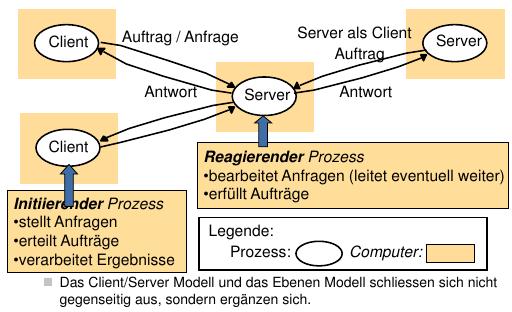 Client
Auftrag / Anfrage
Server als Client
Auftrag
Server
Antwort
Server
Antwort
Client
Initiierender Prozess
•stellt Anfragen
•erteilt Aufträge
•verarbeitet Ergebnisse
Reagierender Prozess
•bearbeitet Anfragen (leitet eventuell weiter)
•erfüllt Aufträge
Legende:
Prozess: Computer:
Das Client/Server Modell und das Ebenen Modell schliessen sich nicht
gegenseitig aus, sondern ergänzen sich.